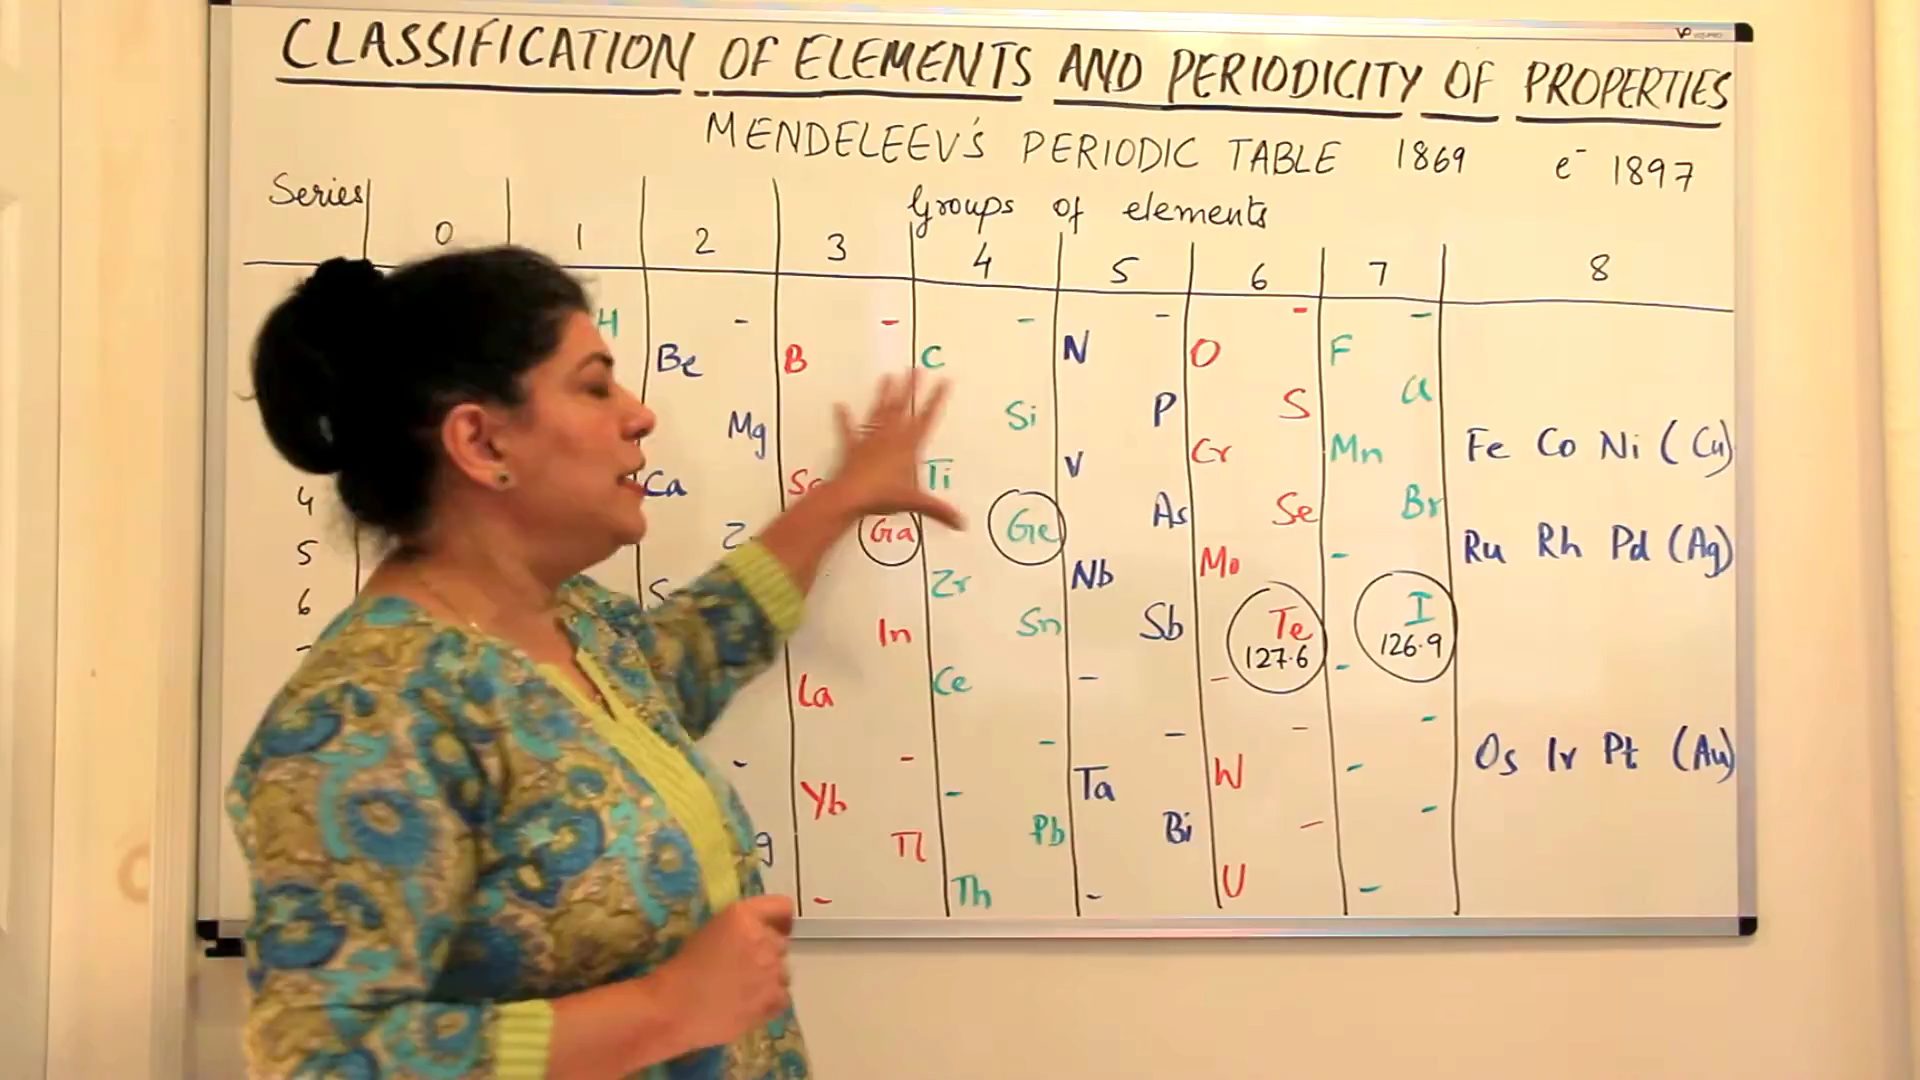 CLASSIFICATION OF ELEMENTS AND PERIODICITY OF PROPERTIES
MENDELEEV'S PERIODIC TABLE 1869 e⁻ 1897
Series Groups of elements
0 1 2 3 4 5 6 7 8
H - - - - - -
Be B C N O F
Mg Si P S Cl
4 Ca Sc Ti V Cr Mn Fe Co Ni (Cu)
5 Ga Ge As Se Br
6 Zr Nb Mo - Ru Rh Pd (Ag)
In Sn Sb Te 127.6 I 126.9
La Ce - - -
- - - - - -
Yb - Ta W - Os Ir Pt (Au)
Tl Pb Bi - -
- Th - U -